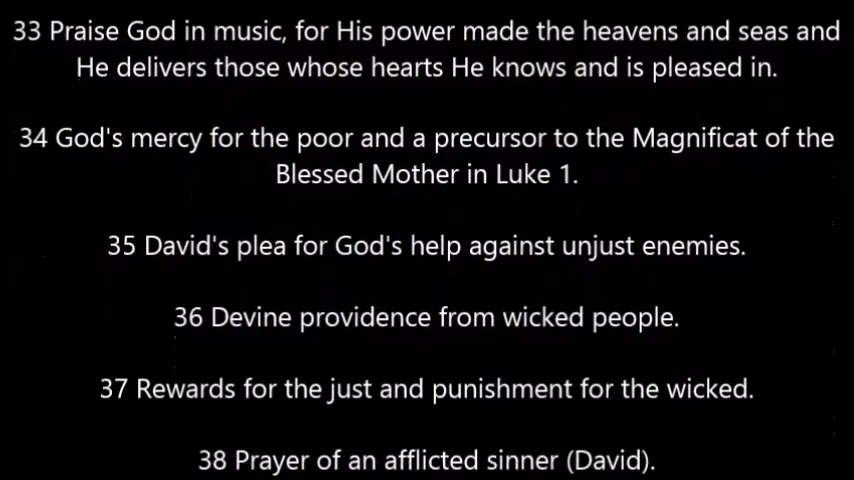 33 Praise God in music, for His power made the heavens and seas and
He delivers those whose hearts He knows and is pleased in.
34 God's mercy for the poor and a precursor to the Magnificat of the
Blessed Mother in Luke 1.
35 David's plea for God's help against unjust enemies.
36 Devine providence from wicked people.
37 Rewards for the just and punishment for the wicked.
38 Prayer of an afflicted sinner (David).